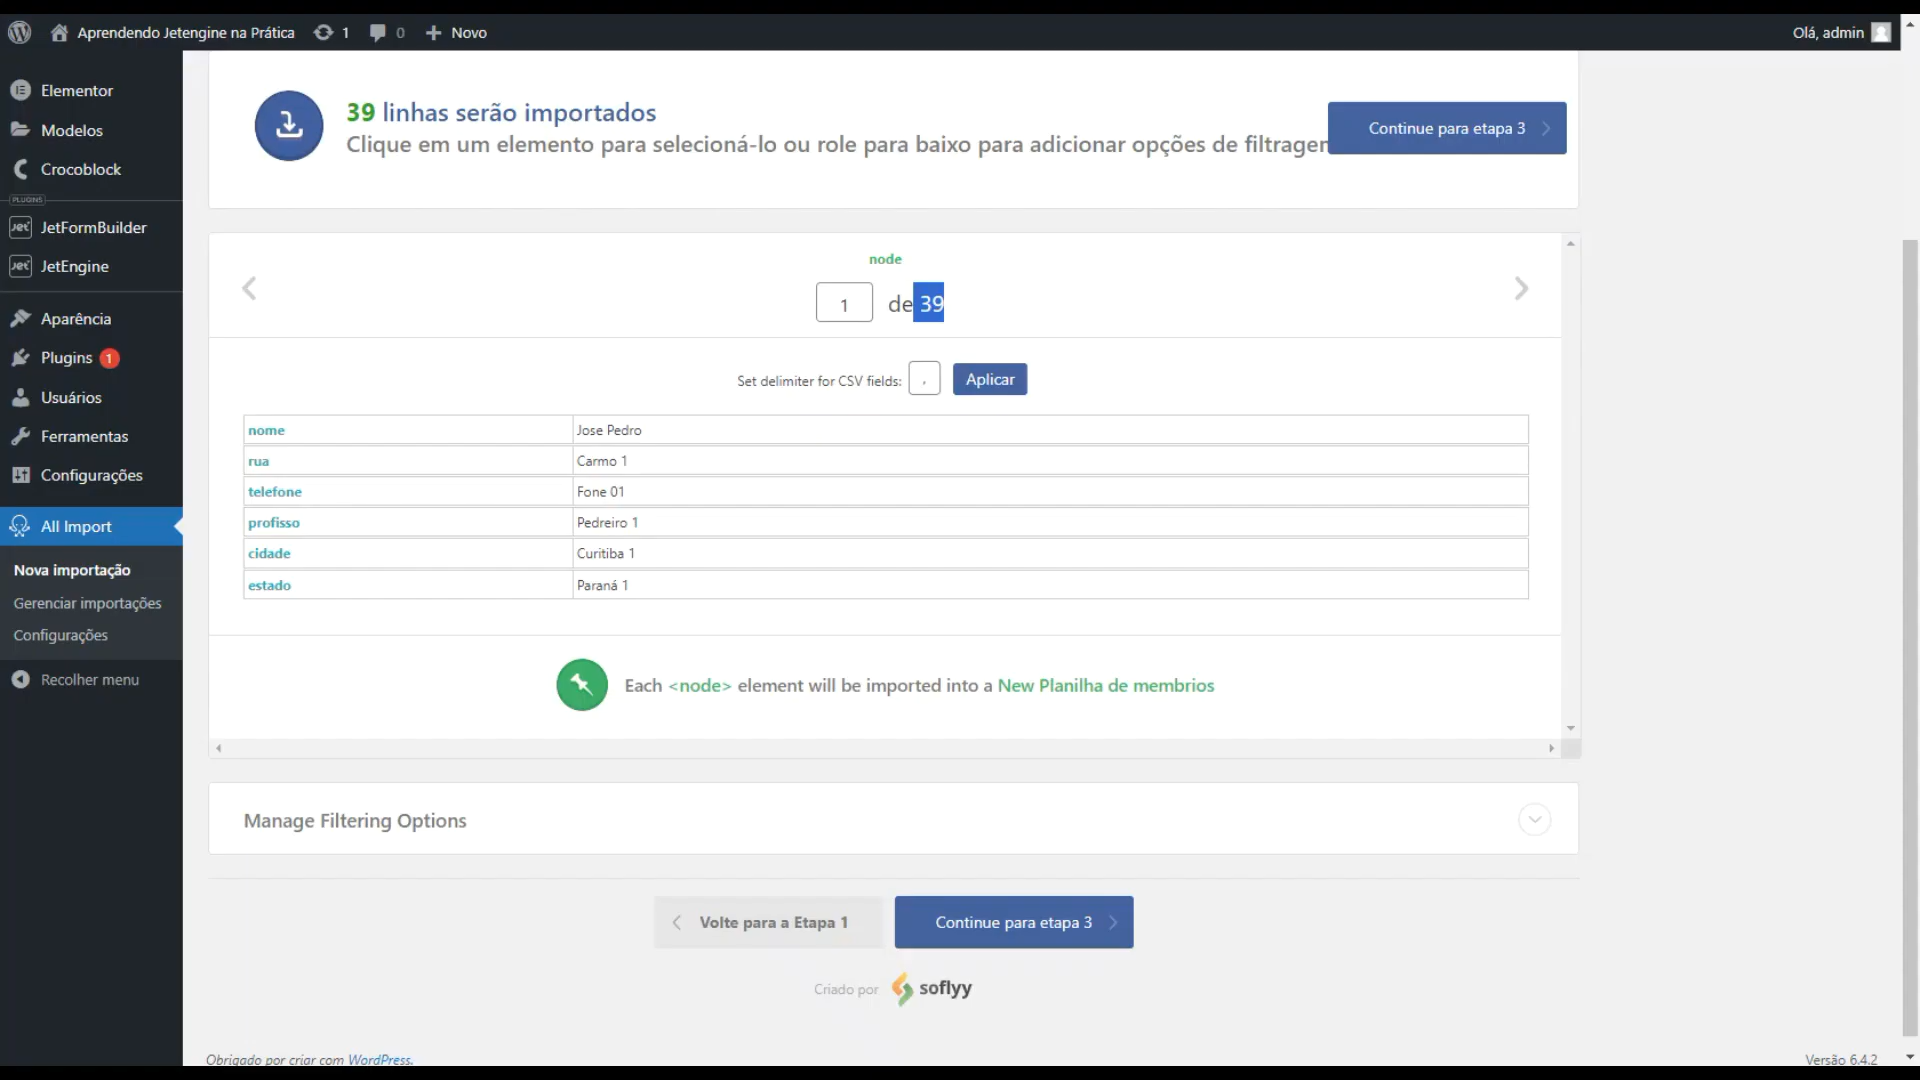 Aprendendo Jetengine na Prática
1
0
Novo
Olá, admin
Elementor
Modelos
Crocoblock
PLUGINS
JetFormBuilder
JetEngine
Aparência
Plugins 1
Usuários
Ferramentas
Configurações
All Import
Nova importação
Gerenciar importações
Configurações
Recolher menu
39 linhas serão importados
Clique em um elemento para selecioná-lo ou role para baixo para adicionar opções de filtragen
Continue para etapa 3
node
1 de 39
Set delimiter for CSV fields: , Aplicar
nome Jose Pedro
rua Carmo 1
telefone Fone 01
profisso Pedreiro 1
cidade Curitiba 1
estado Paraná 1
Each <node> element will be imported into a New Planilha de membrios
Manage Filtering Options
Volte para a Etapa 1
Continue para etapa 3
Criado por soflyy
Obrigado por criar com WordPress.
Versão 6.4.2